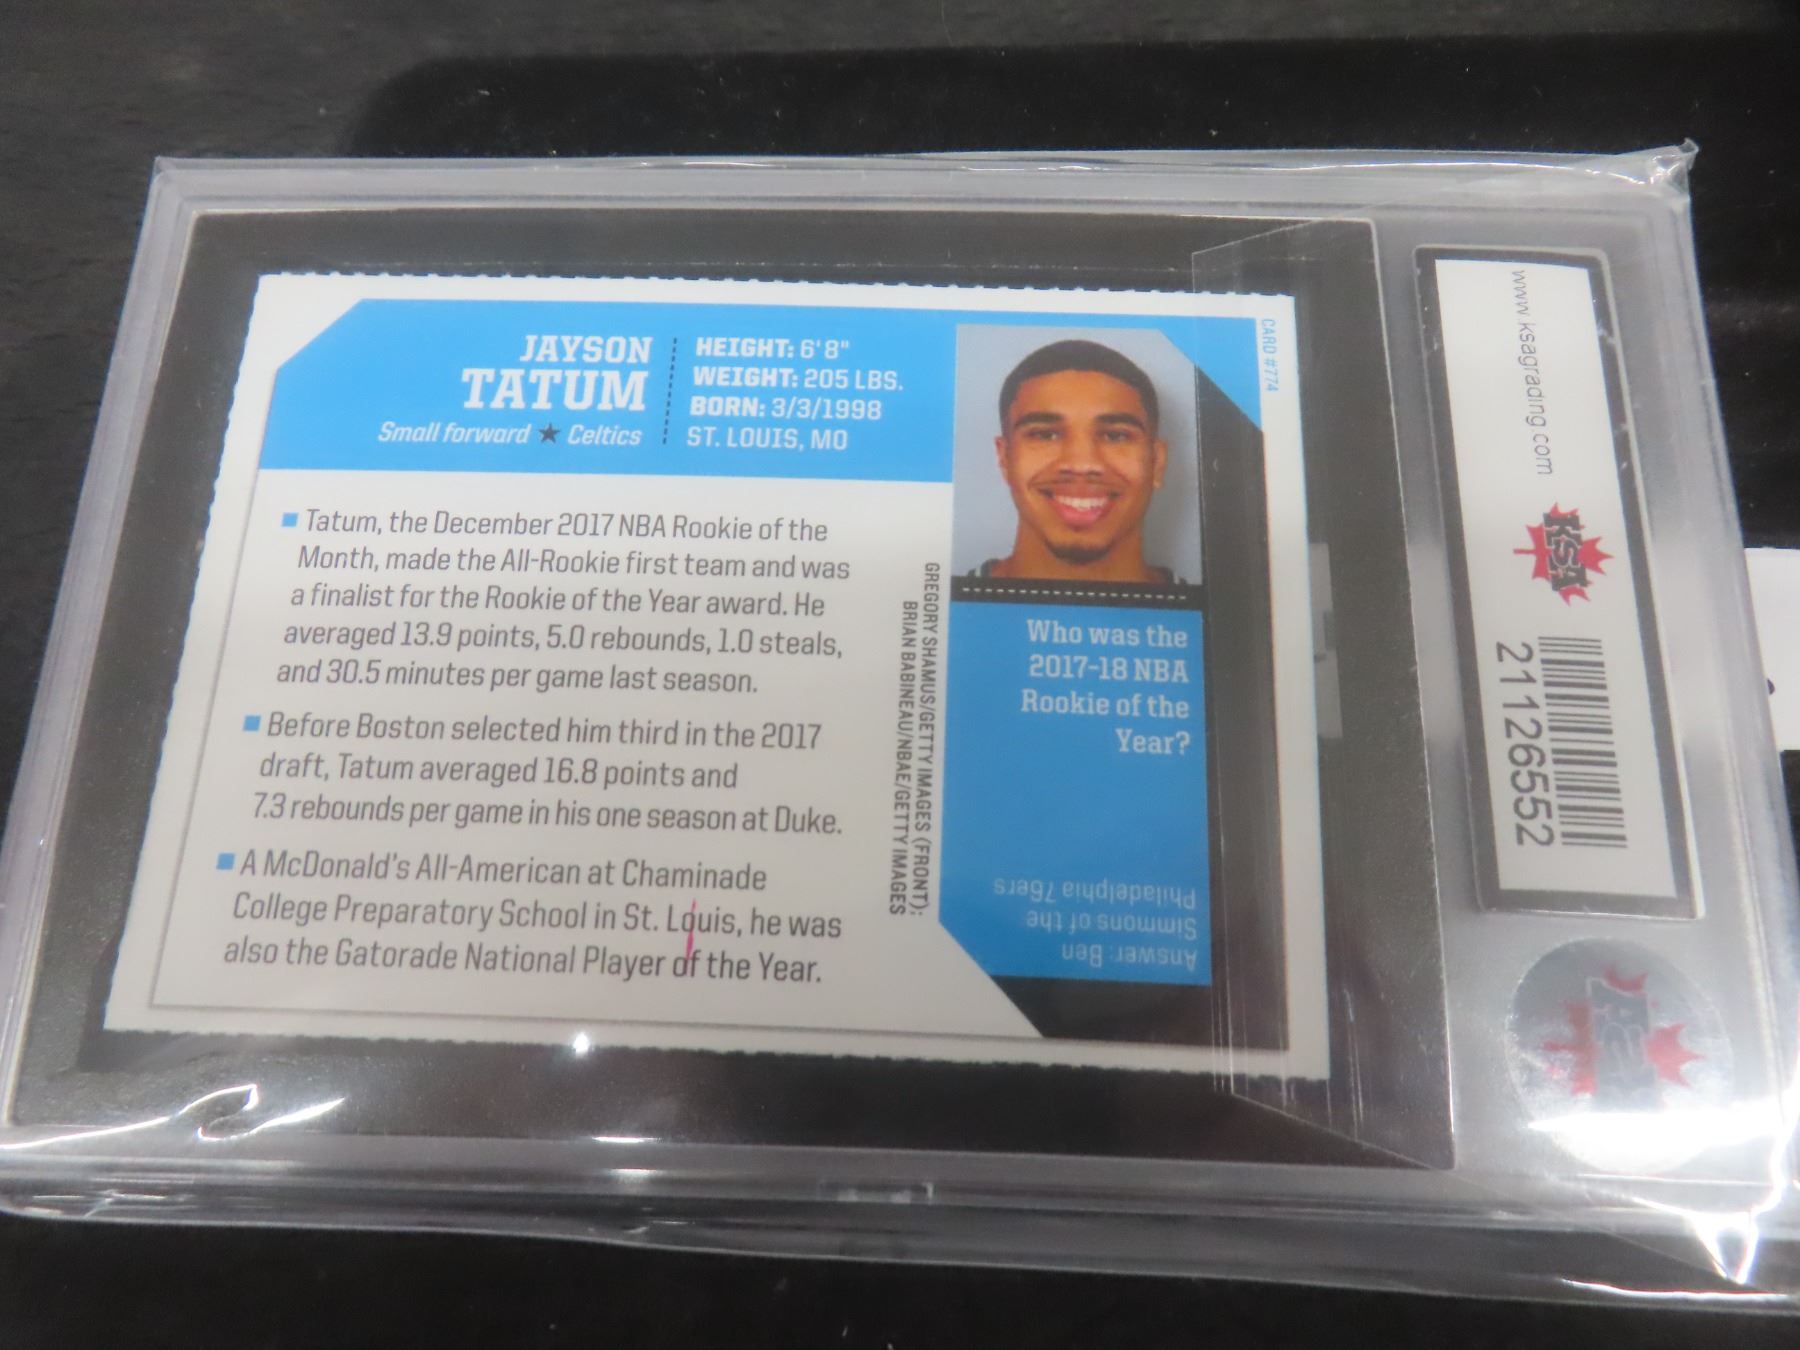 JAYSON
TATUM
Small forward ★ Celtics
HEIGHT: 6'8"
WEIGHT: 205 LBS.
BORN: 3/3/1998
ST. LOUIS, MO
CARD #774
■ Tatum, the December 2017 NBA Rookie of the
Month, made the All-Rookie first team and was
a finalist for the Rookie of the Year award. He
averaged 13.9 points, 5.0 rebounds, 1.0 steals,
and 30.5 minutes per game last season.
■ Before Boston selected him third in the 2017
draft, Tatum averaged 16.8 points and
7.3 rebounds per game in his one season at Duke.
■ A McDonald's All-American at Chaminade
College Preparatory School in St. Louis, he was
also the Gatorade National Player of the Year.
GREGORY SHAMUS/GETTY IMAGES (FRONT);
BRIAN BABINEAU/NBAE/GETTY IMAGES
Who was the
2017-18 NBA
Rookie of the
Year?
Answer: Ben
Simmons of the
Philadelphia 76ers
www.ksagrading.com
KSA
21126552
KSA